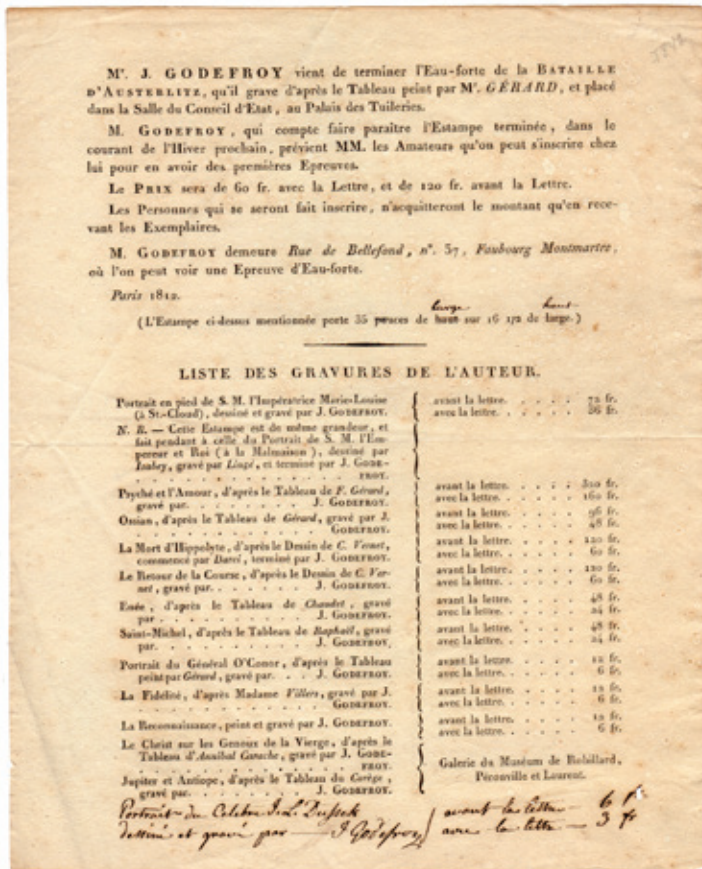 Mr. J. GODEFROY vient de terminer l'Eau-forte de la BATAILLE
D'AUSTERLITZ, qu'il grave d'après le Tableau peint par Mr. GÉRARD, et placé
dans la Salle du Conseil d'Etat, au Palais des Tuileries.
M. GODEFROY, qui compte faire paraître l'Estampe terminée, dans le
courant de l'Hiver prochain, prévient MM. les Amateurs qu'on peut s'inscrire chez
lui pour en avoir des premières Epreuves.
Le PRIX sera de 60 fr. avec la Lettre, et de 120 fr. avant la Lettre.
Les Personnes qui se seront fait inscrire, n'acquitteront le montant qu'en rece-
vant les Exemplaires.
M. GODEFROY demeure Rue de Bellefond, n°. 37, Faubourg Montmartre,
où l'on peut voir une Epreuve d'Eau-forte.
Paris 1812.
large haut
(L'Estampe ci-dessus mentionnée porte 35 pouces de haut sur 16 1/2 de large.)
LISTE DES GRAVURES DE L'AUTEUR.
Portrait en pied de S. M. l'Impératrice Marie-Louise avant la lettre. . . . . 72 fr.
(à St.-Cloud), dessiné et gravé par J. GODEFROY. avec la lettre. . . . . 36 fr.
N. B. — Cette Estampe est de même grandeur, et
fait pendant à celle du Portrait de S. M. l'Em-
pereur et Roi (à la Malmaison), dessiné par
Isabey, gravé par Lingé, et terminé par J. GODE-
. . . . . . . . . . . . FROY.
Psyché et l'Amour, d'après le Tableau de F. Gérard, avant la lettre. . . . . 320 fr.
gravé par. . . . . . . . J. GODEFROY. avec la lettre. . . . . 160 fr.
Ossian, d'après le Tableau de Gérard, gravé par J. avant la lettre. . . . . 96 fr.
. . . . . . . . . . GODEFROY. avec la lettre. . . . . 48 fr.
La Mort d'Hippolyte, d'après le Dessin de C. Vernet, avant la lettre. . . . . 120 fr.
commencé par Darci, terminé par J. GODEFROY. avec la lettre. . . . . 60 fr.
Le Retour de la Course, d'après le Dessin de C. Ver- avant la lettre. . . . . 120 fr.
net, gravé par. . . . . . J. GODEFROY. avec la lettre. . . . . 60 fr.
Enée, d'après le Tableau de Chaudet, gravé avant la lettre. . . . . 48 fr.
par. . . . . . . . . . J. GODEFROY. avec la lettre. . . . . 24 fr.
Saint-Michel, d'après le Tableau de Raphaël, gravé avant la lettre. . . . . 48 fr.
par. . . . . . . . . . J. GODEFROY. avec la lettre. . . . . 24 fr.
Portrait du Général O'Conor, d'après le Tableau avant la lettre. . . . . 12 fr.
peint par Gérard, gravé par. . . J. GODEFROY. avec la lettre. . . . . 6 fr.
La Fidélité, d'après Madame Villers, gravé par J. avant la lettre. . . . . 12 fr.
. . . . . . . . . . GODEFROY. avec la lettre. . . . . 6 fr.
La Reconnaissance, peint et gravé par J. GODEFROY. avant la lettre. . . . . 12 fr.
avec la lettre. . . . . 6 fr.
Le Christ sur les Genoux de la Vierge, d'après le
Tableau d'Annibal Carache, gravé par J. GODE- Galerie du Muséum de Robillard,
. . . . . . . . . . . . FROY. Péronville et Laurent.
Jupiter et Antiope, d'après le Tableau du Corège,
gravé par. . . . . . . . J. GODEFROY.
Portrait du Celebre J. L. Dussek avant la lettre — 6 f
dessiné et gravé par — J Godefroy avec la lettre — 3 fr